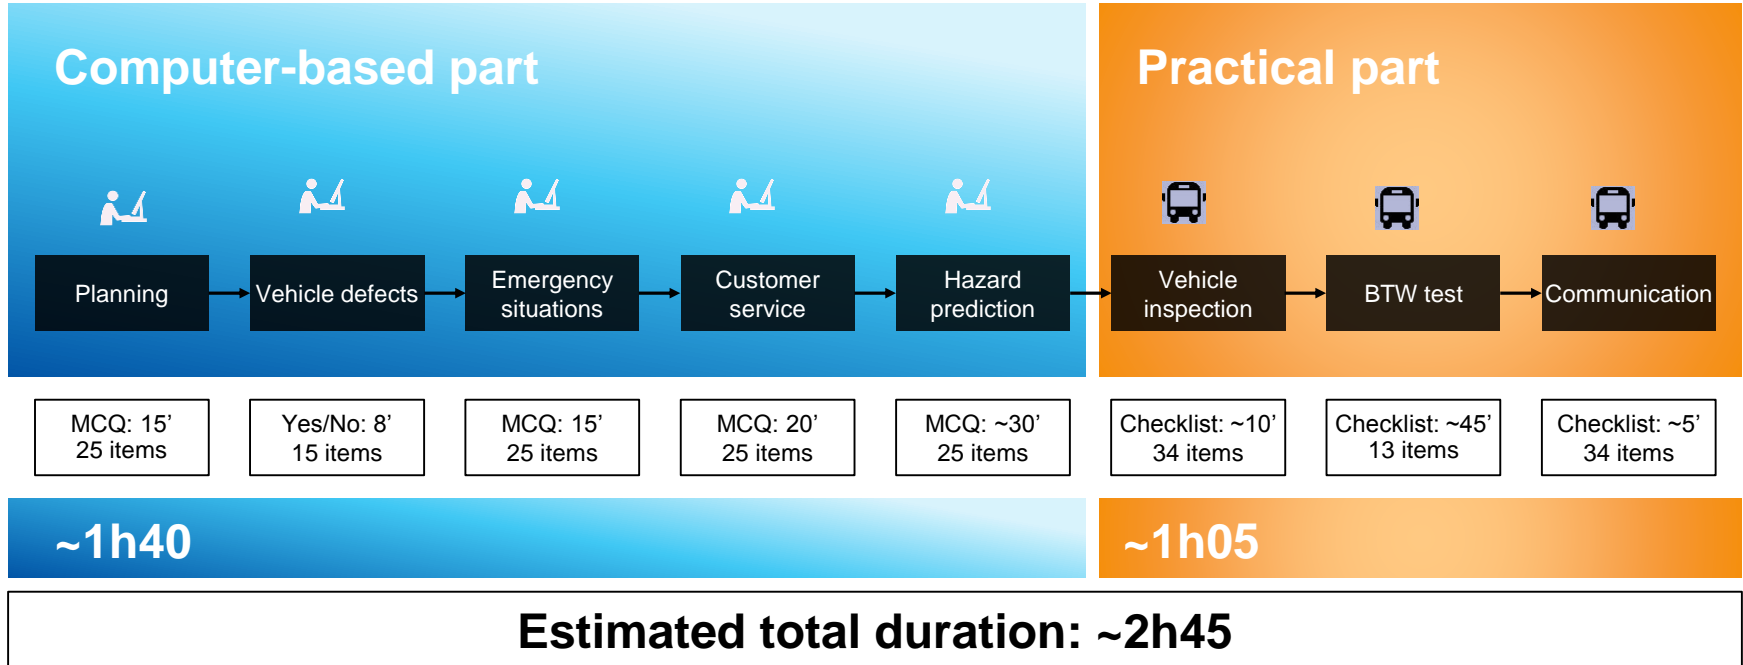 Computer-based part
Practical part
Planning
Vehicle defects
Emergency
situations
Customer
service
Hazard
prediction
Vehicle
inspection
BTW test
Communication
MCQ: 15’
25 items
Yes/No: 8’
15 items
MCQ: 15’
25 items
MCQ: 20’
25 items
MCQ: ~30’
25 items
Checklist: ~10’
34 items
Checklist: ~45’
13 items
Checklist: ~5’
34 items
~1h40
~1h05
Estimated total duration: ~2h45